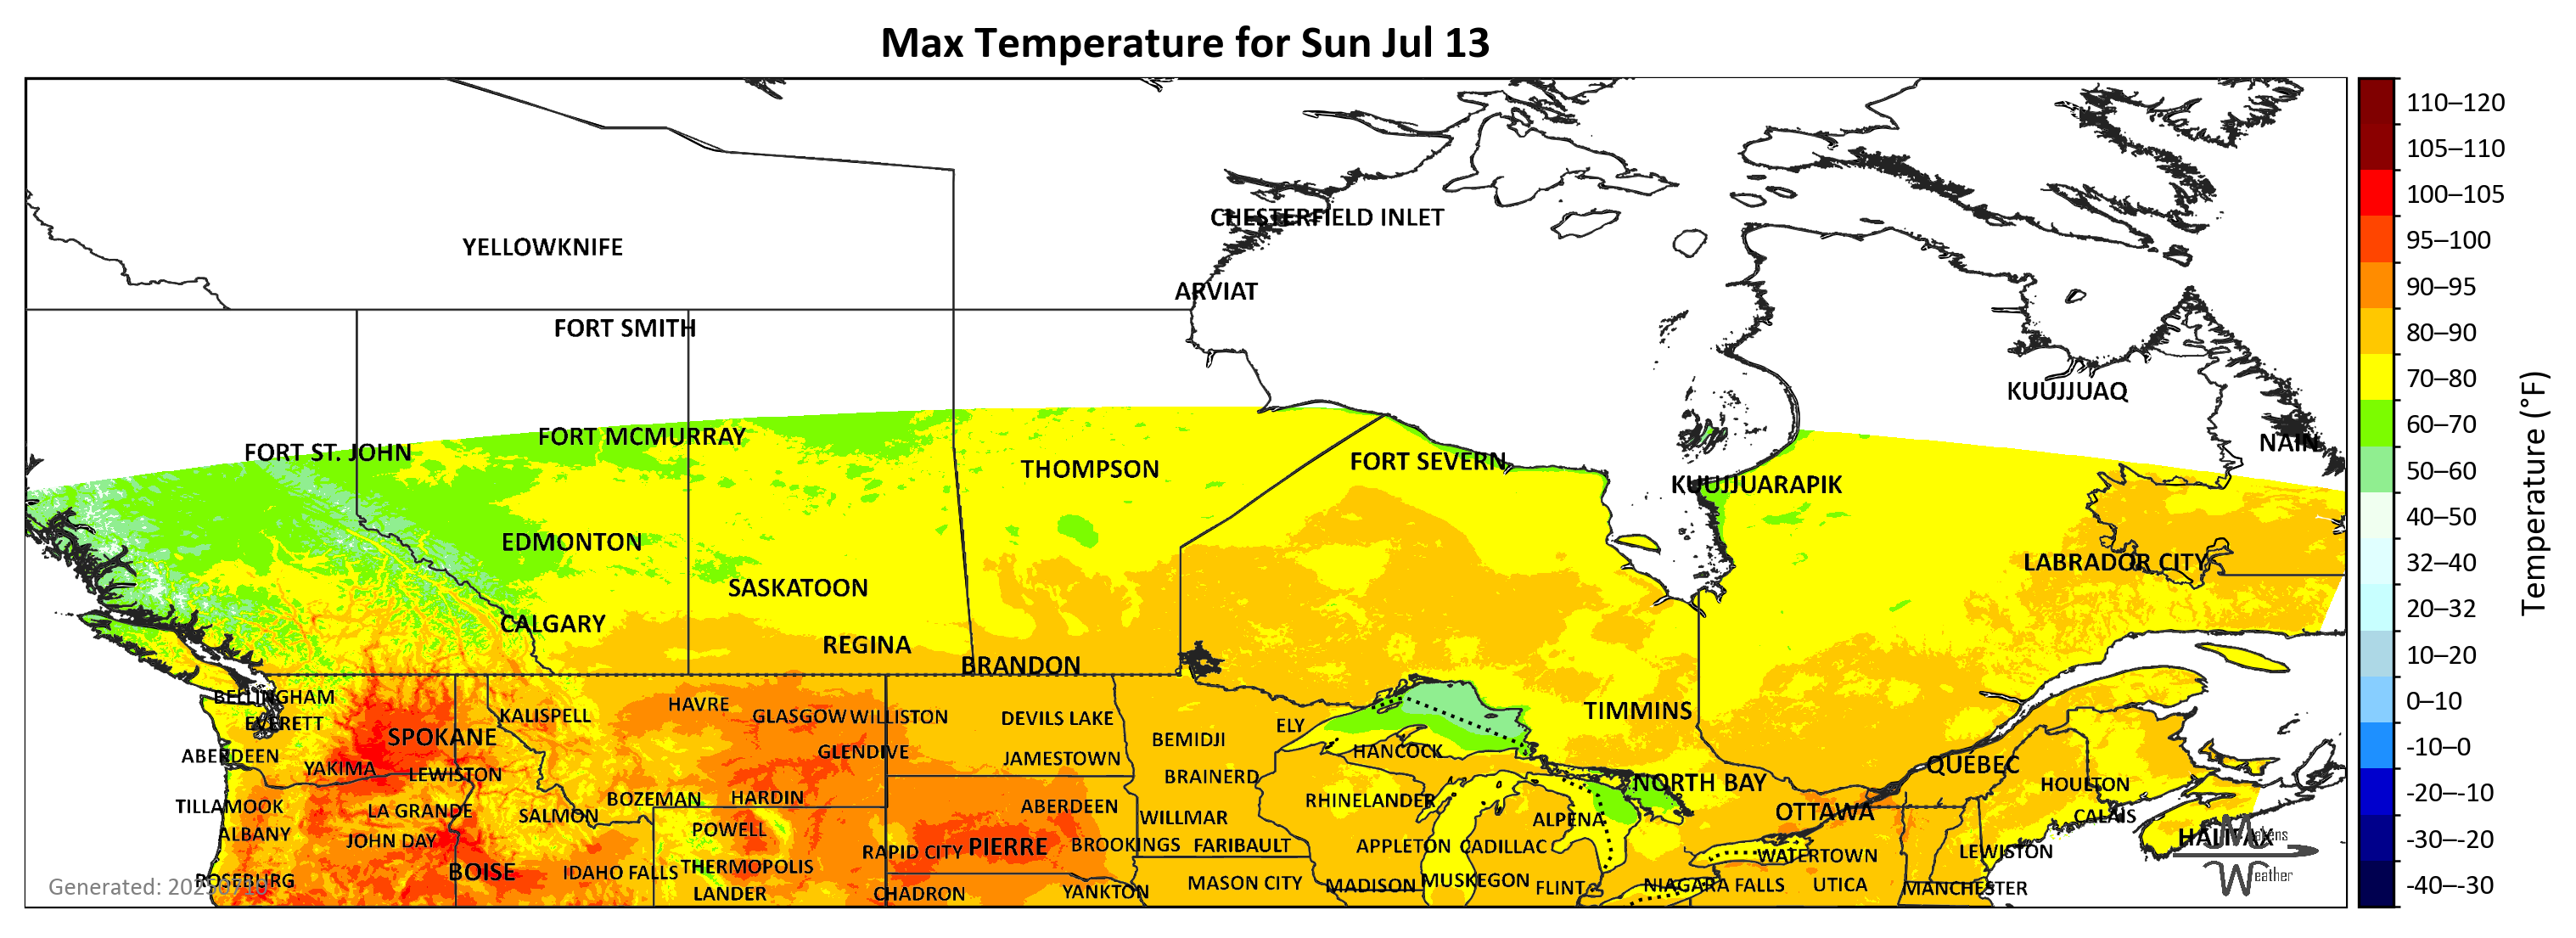 Max Temperature for Sun Jul 13
CHESTERFIELD INLET
YELLOWKNIFE
ARVIAT
FORT SMITH
KUUJJUAQ
FORT MCMURRAY
NAIN
FORT ST. JOHN
FORT SEVERN
THOMPSON
KUUJJUARAPIK
EDMONTON
LABRADOR CITY
SASKATOON
CALGARY
REGINA
BRANDON
BELLINGHAM
HAVRE
KALISPELL
GLASGOW
WILLISTON
DEVILS LAKE
TIMMINS
EVERETT
ELY
SPOKANE
BEMIDJI
GLENDIVE
HANCOCK
ABERDEEN
JAMESTOWN
QUÉBEC
YAKIMA
LEWISTON
BRAINERD
NORTH BAY
HOULTON
BOZEMAN
HARDIN
RHINELANDER
TILLAMOOK
LA GRANDE
ABERDEEN
OTTAWA
SALMON
WILLMAR
CALAIS
ALPENA
POWELL
ALBANY
HALIFAX
JOHN DAY
RAPID CITY
PIERRE
BROOKINGS
FARIBAULT
APPLETON
CADILLAC
LEWISTON
WATERTOWN
BOISE
IDAHO FALLS
THERMOPOLIS
ROSEBURG
MASON CITY
MADISON
MUSKEGON
FLINT
NIAGARA FALLS
UTICA
MANCHESTER
LANDER
CHADRON
YANKTON
Makens
Weather
110–120
105–110
100–105
95–100
90–95
80–90
70–80
60–70
50–60
40–50
32–40
20–32
10–20
0–10
-10–0
-20–-10
-30–-20
-40–-30
Temperature (°F)
Generated: